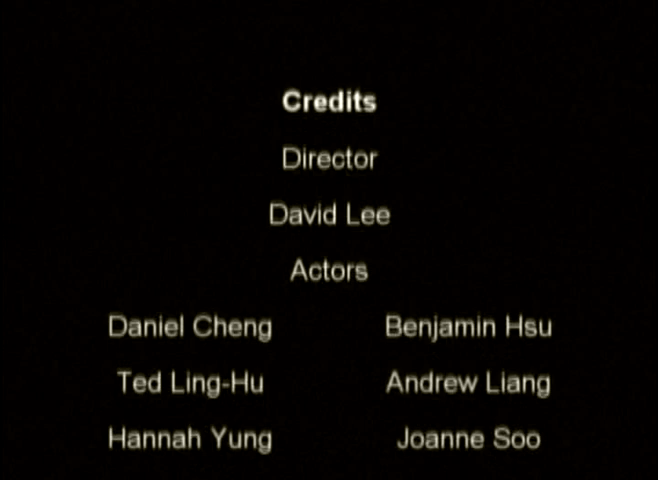 Credits
Director
David Lee
Actors
Daniel Cheng Benjamin Hsu
Ted Ling-Hu Andrew Liang
Hannah Yung Joanne Soo